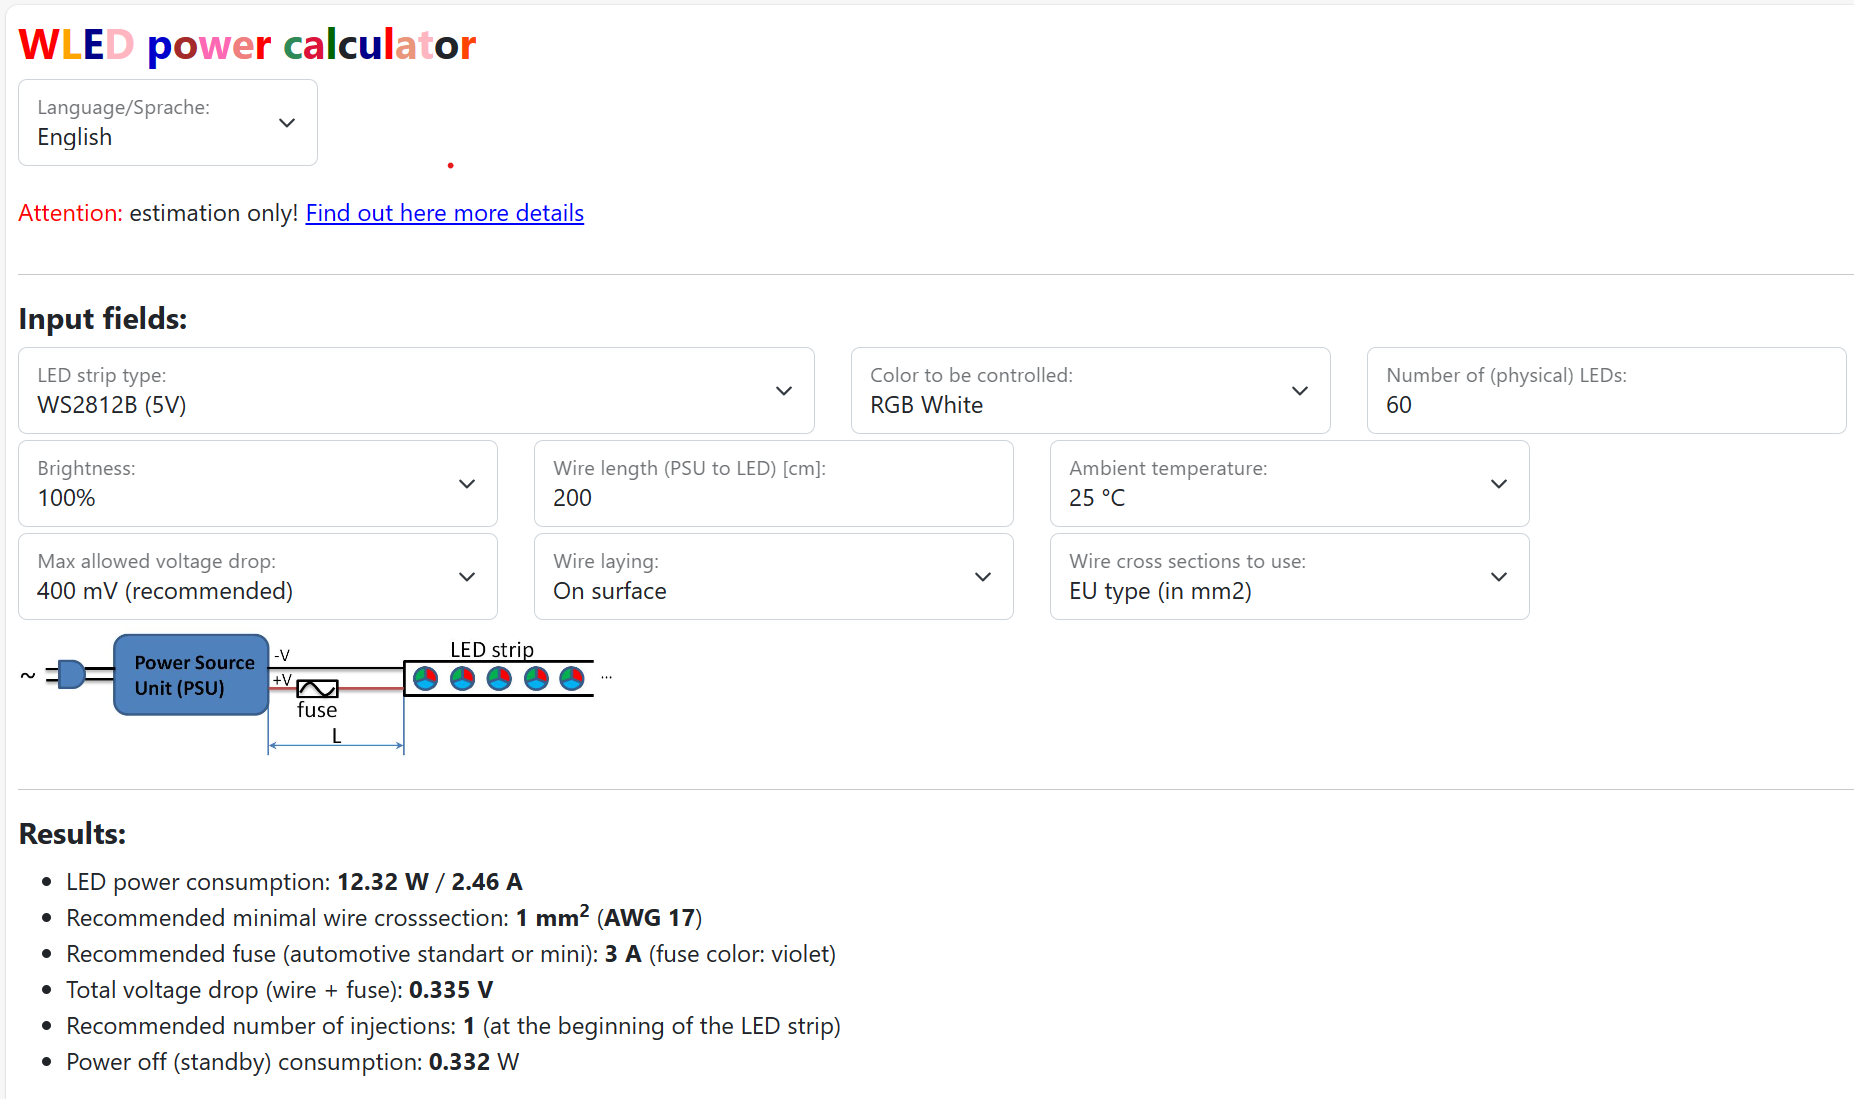 WLED power calculator
Language/Sprache:
English
Attention: estimation only! Find out here more details
Input fields:
LED strip type:
WS2812B (5V)
Color to be controlled:
RGB White
Number of (physical) LEDs:
60
Brightness:
100%
Wire length (PSU to LED) [cm]:
200
Ambient temperature:
25 °C
Max allowed voltage drop:
400 mV (recommended)
Wire laying:
On surface
Wire cross sections to use:
EU type (in mm2)
~
Power Source
Unit (PSU)
-V
+V
fuse
L
LED strip
...
Results:
• LED power consumption: 12.32 W / 2.46 A
• Recommended minimal wire crosssection: 1 mm² (AWG 17)
• Recommended fuse (automotive standart or mini): 3 A (fuse color: violet)
• Total voltage drop (wire + fuse): 0.335 V
• Recommended number of injections: 1 (at the beginning of the LED strip)
• Power off (standby) consumption: 0.332 W